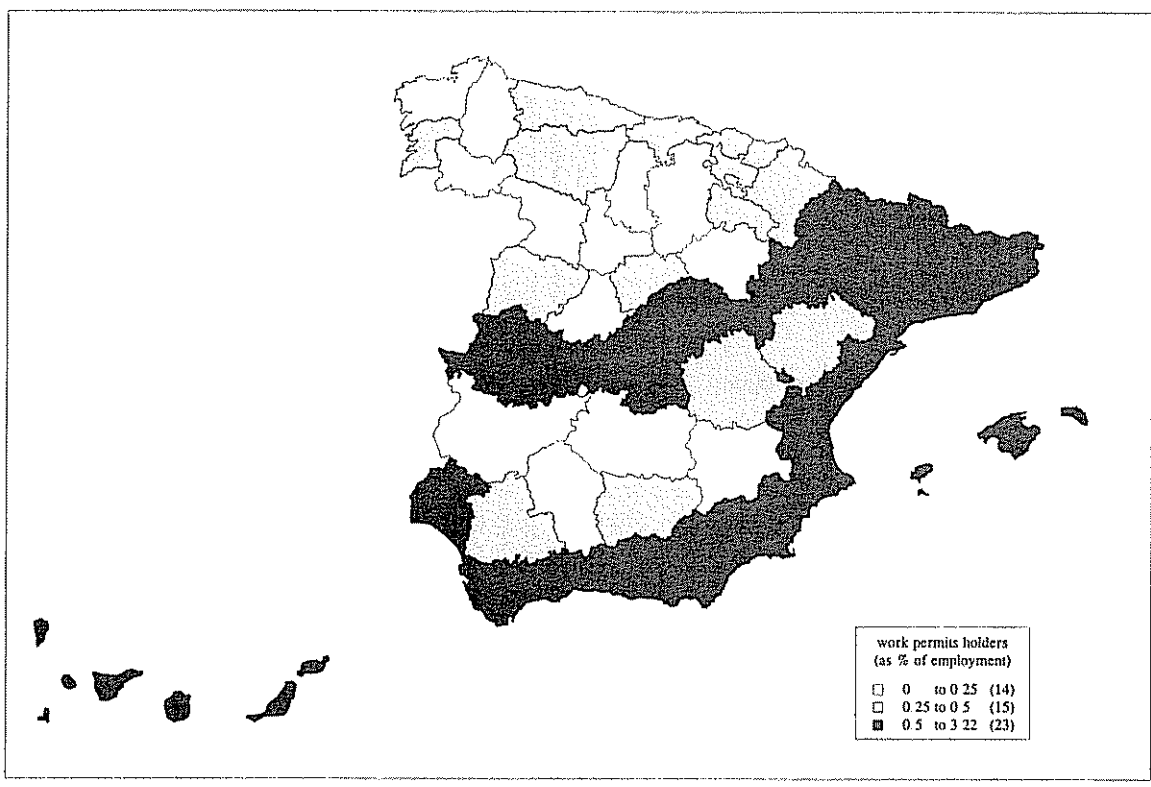 work permits holders
(as % of employment)
0 to 0 25 (14)
0 25 to 0 5 (15)
0 5 to 3 22 (23)